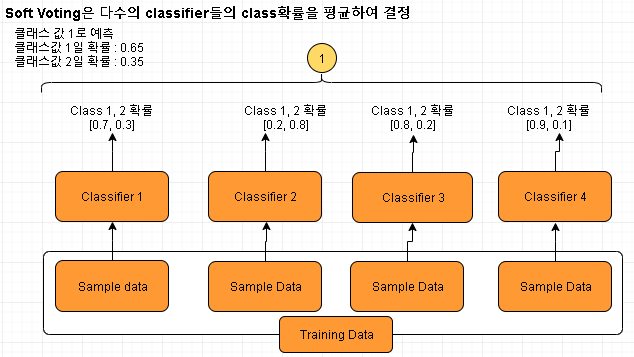 Soft Voting은 다수의 classifier들의 class확률을 평균하여 결정
클래스 값 1로 예측
클래스값 1일 확률 : 0.65
클래스값 2일 확률 : 0.35
1
Class 1, 2 확률
[0.7, 0.3]
Class 1, 2 확률
[0.2, 0.8]
Class 1, 2 확률
[0.8, 0.2]
Class 1, 2 확률
[0.9, 0.1]
Classifier 1
Classifier 2
Classifier 3
Classifier 4
Sample data
Sample Data
Sample Data
Sample Data
Training Data